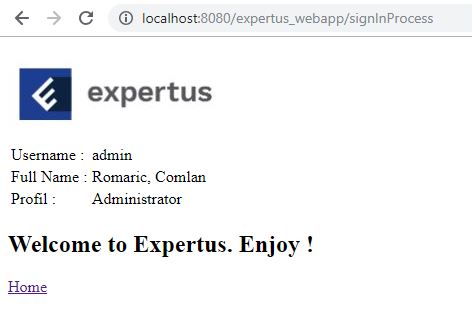 localhost:8080/expertus_webapp/signInProcess
expertus
Username : admin
Full Name : Romaric, Comlan
Profil : Administrator
Welcome to Expertus. Enjoy !
Home